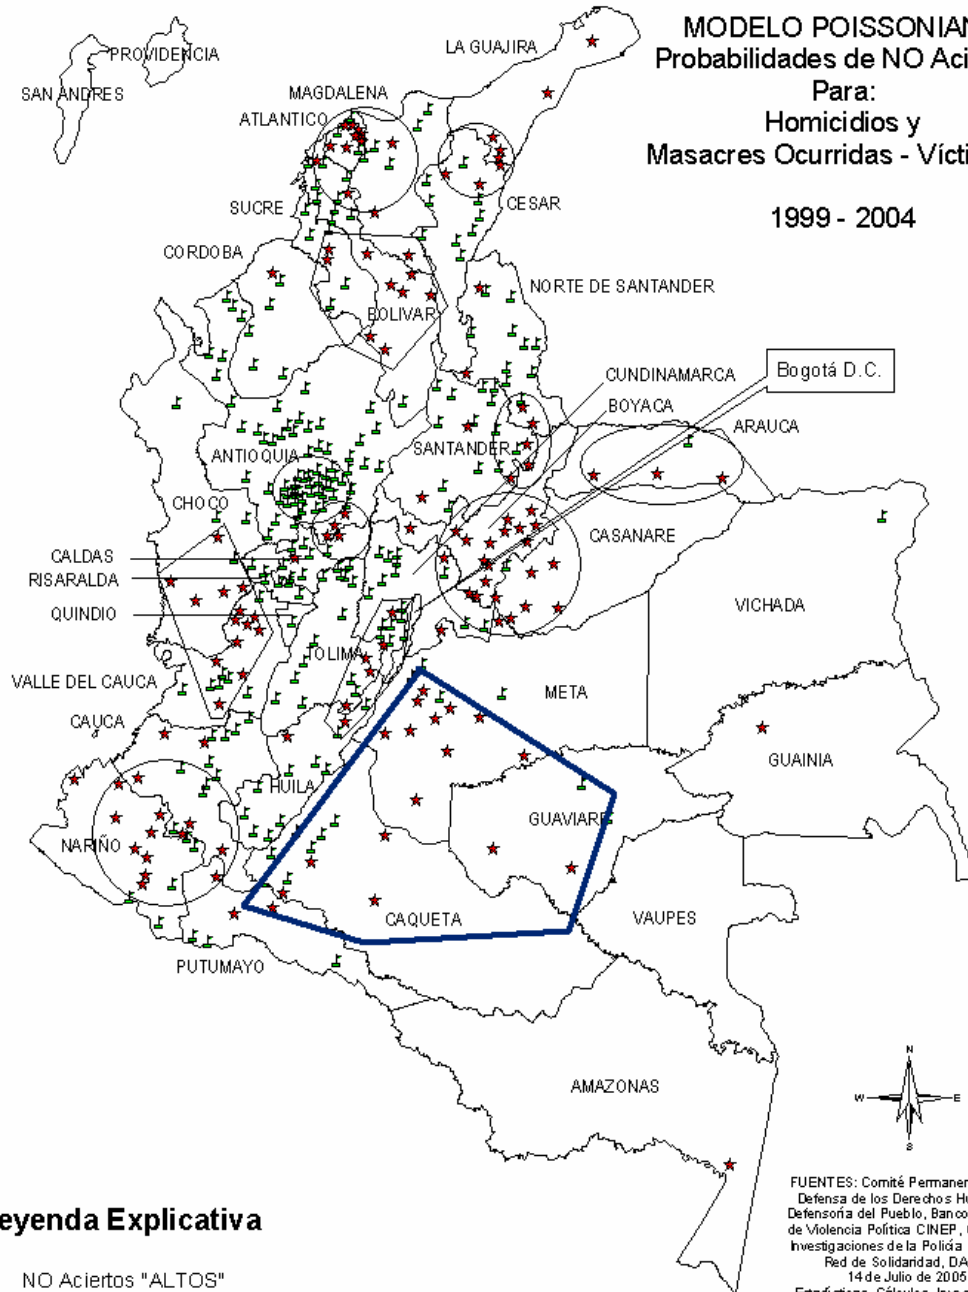 MODELO POISSONIAN
Probabilidades de NO Aci
Para:
Homicidios y
Masacres Ocurridas - Vícti
1999 - 2004
PROVIDENCIA
SAN ANDRES
LA GUAJIRA
MAGDALENA
ATLANTICO
SUCRE
CESAR
CORDOBA
NORTE DE SANTANDER
BOLIVAR
CUNDINAMARCA
Bogotá D.C.
BOYACA
ARAUCA
SANTANDER
ANTIOQUIA
CHOCO
CASANARE
CALDAS
RISARALDA
QUINDIO
VICHADA
TOLIMA
VALLE DEL CAUCA
META
CAUCA
GUAINIA
HUILA
GUAVIARE
NARIÑO
CAQUETA
VAUPES
PUTUMAYO
AMAZONAS
N
W
E
S
FUENTES: Comité Permanen
Defensa de los Derechos Hu
Defensoría del Pueblo, Banco
de Violencia Política CINEP,
Investigaciones de la Policía
Red de Solidaridad, DA
14 de Julio de 2005
eyenda Explicativa
NO Aciertos "ALTOS"